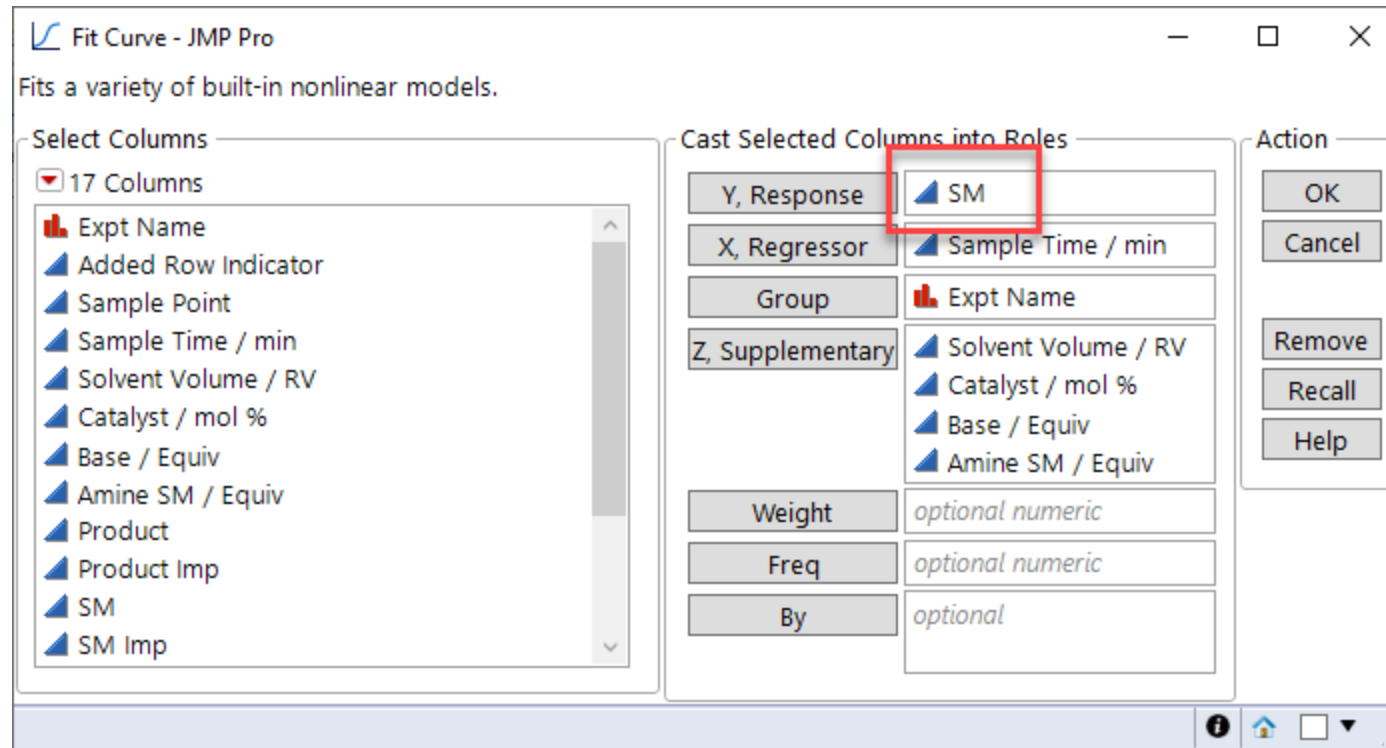 Fit Curve - JMP Pro
Fits a variety of built-in nonlinear models.
Select Columns
17 Columns
Expt Name
Added Row Indicator
Sample Point
Sample Time / min
Solvent Volume / RV
Catalyst / mol %
Base / Equiv
Amine SM / Equiv
Product
Product Imp
SM
SM Imp
Cast Selected Columns into Roles
Y, Response
SM
X, Regressor
Sample Time / min
Group
Expt Name
Z, Supplementary
Solvent Volume / RV
Catalyst / mol %
Base / Equiv
Amine SM / Equiv
Weight
optional numeric
Freq
optional numeric
By
optional
Action
OK
Cancel
Remove
Recall
Help